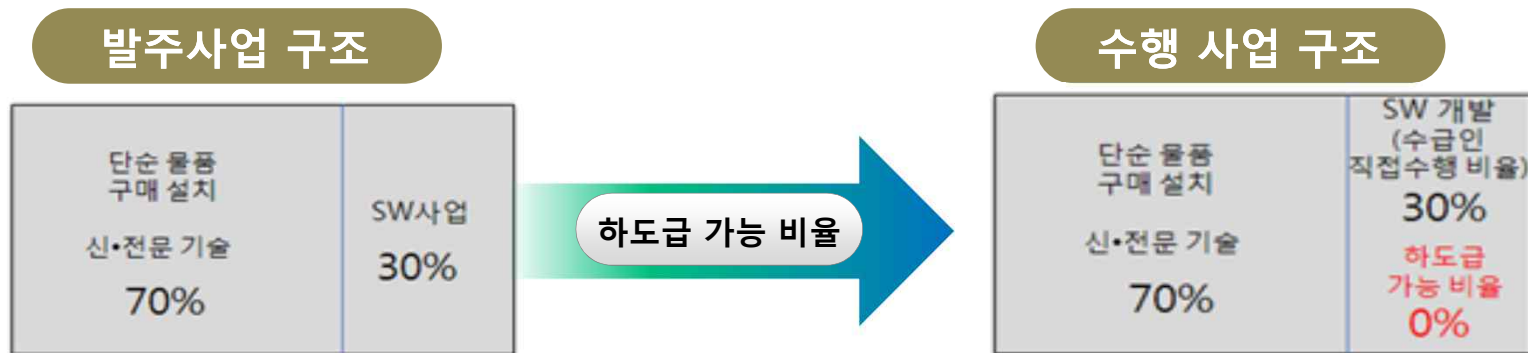 발주사업 구조
단순 물품
구매 설치
신•전문 기술
70%
SW사업
30%
하도급 가능 비율
수행 사업 구조
단순 물품
구매 설치
신•전문 기술
70%
SW 개발
(수급인
직접수행 비율)
30%
하도급
가능 비율
0%